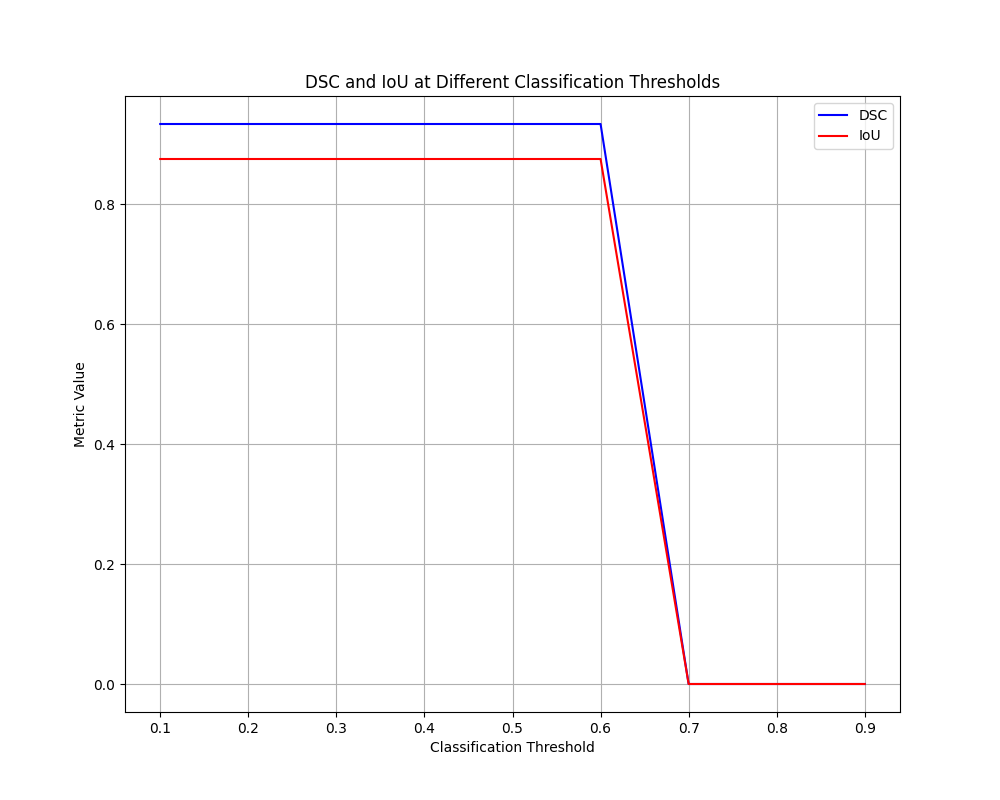 DSC and IoU at Different Classification Thresholds
DSC
IoU
0.8
0.6
0.4
0.2
0.0
Metric Value
0.1 0.2 0.3 0.4 0.5 0.6 0.7 0.8 0.9
Classification Threshold